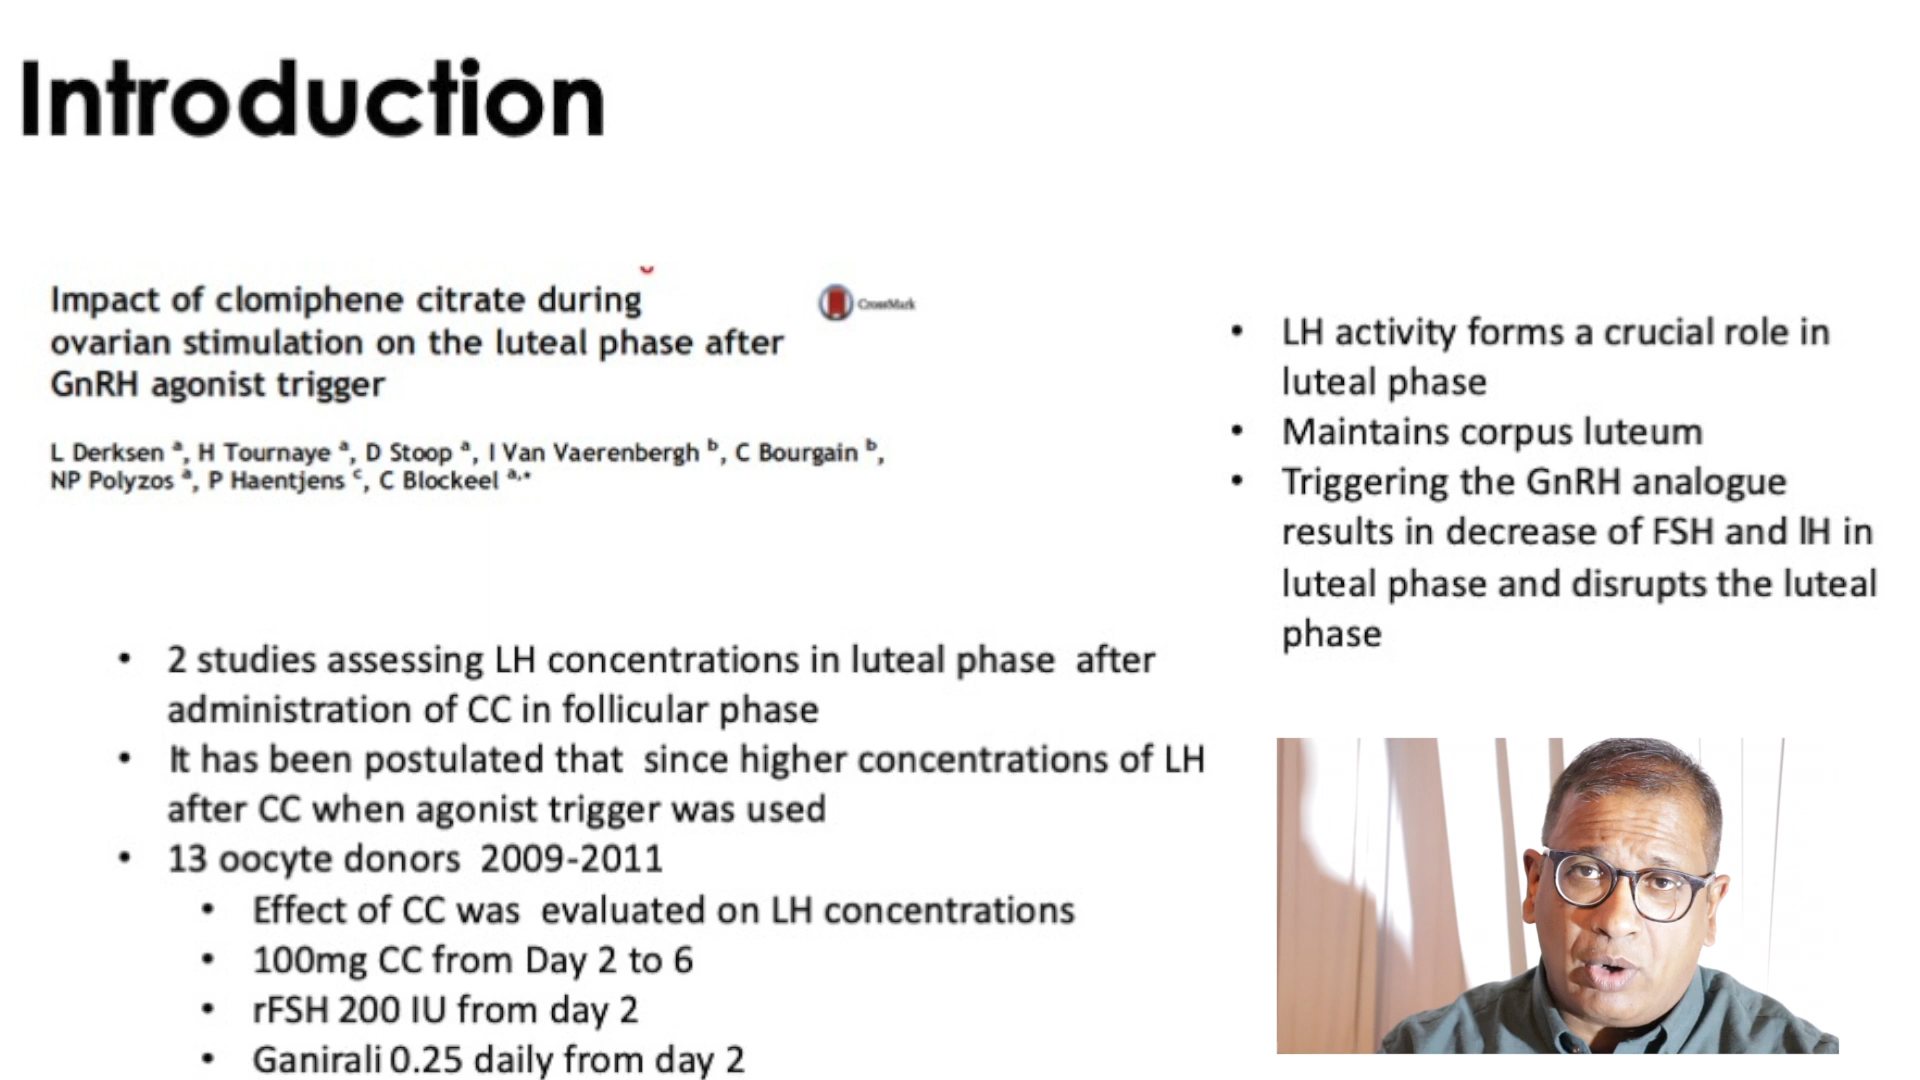 Introduction
Impact of clomiphene citrate during
ovarian stimulation on the luteal phase after
GnRH agonist trigger
CrossMark
L Derksen a, H Tournaye a, D Stoop a, I Van Vaerenbergh b, C Bourgain b,
NP Polyzos a, P Haentjens c, C Blockeel a,*
• LH activity forms a crucial role in
luteal phase
• Maintains corpus luteum
• Triggering the GnRH analogue
results in decrease of FSH and lH in
luteal phase and disrupts the luteal
phase
• 2 studies assessing LH concentrations in luteal phase after
administration of CC in follicular phase
• It has been postulated that since higher concentrations of LH
after CC when agonist trigger was used
• 13 oocyte donors 2009-2011
• Effect of CC was evaluated on LH concentrations
• 100mg CC from Day 2 to 6
• rFSH 200 IU from day 2
• Ganirali 0.25 daily from day 2